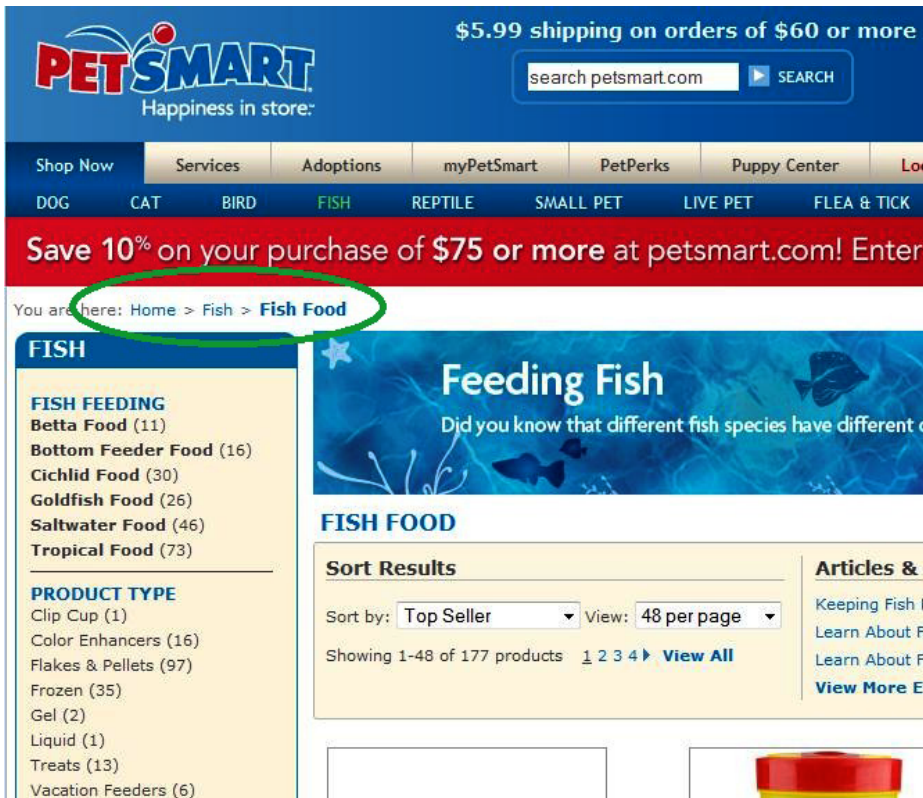 PETSMART
Happiness in store.
$5.99 shipping on orders of $60 or more
search petsmart.com SEARCH
Shop Now Services Adoptions myPetSmart PetPerks Puppy Center
DOG CAT BIRD FISH REPTILE SMALL PET LIVE PET FLEA & TICK
Save 10% on your purchase of $75 or more at petsmart.com! Enter
You are here: Home > Fish > Fish Food
FISH
FISH FEEDING
Betta Food (11)
Bottom Feeder Food (16)
Cichlid Food (30)
Goldfish Food (26)
Saltwater Food (46)
Tropical Food (73)
PRODUCT TYPE
Clip Cup (1)
Color Enhancers (16)
Flakes & Pellets (97)
Frozen (35)
Gel (2)
Liquid (1)
Treats (13)
Vacation Feeders (6)
Feeding Fish
Did you know that different fish species have different
FISH FOOD
Sort Results
Sort by: Top Seller View: 48 per page
Showing 1-48 of 177 products 1 2 3 4 View All
Articles &
Keeping Fish
Learn About F
Learn About F
View More E